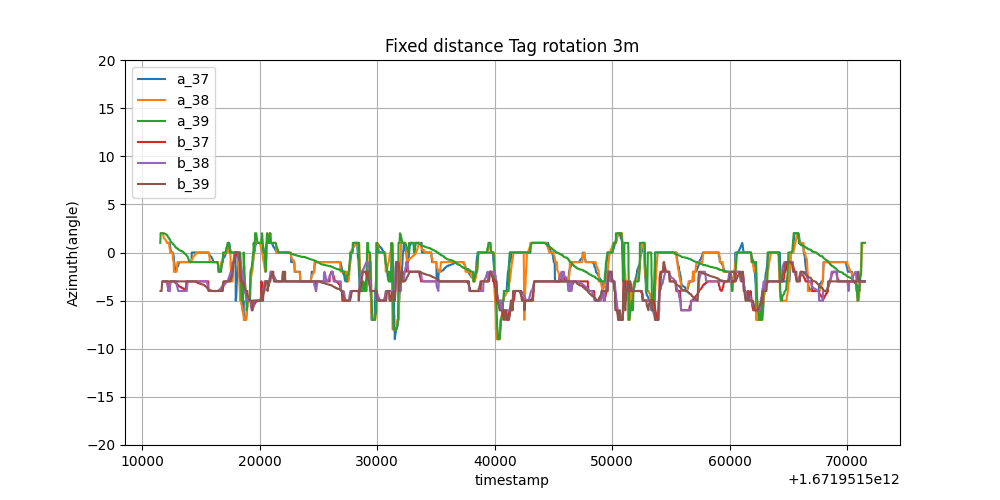 Fixed distance Tag rotation 3m
20
15
10
5
0
−5
−10
−15
−20
Azimuth(angle)
a_37
a_38
a_39
b_37
b_38
b_39
10000 20000 30000 40000 50000 60000 70000
timestamp
+1.6719515e12